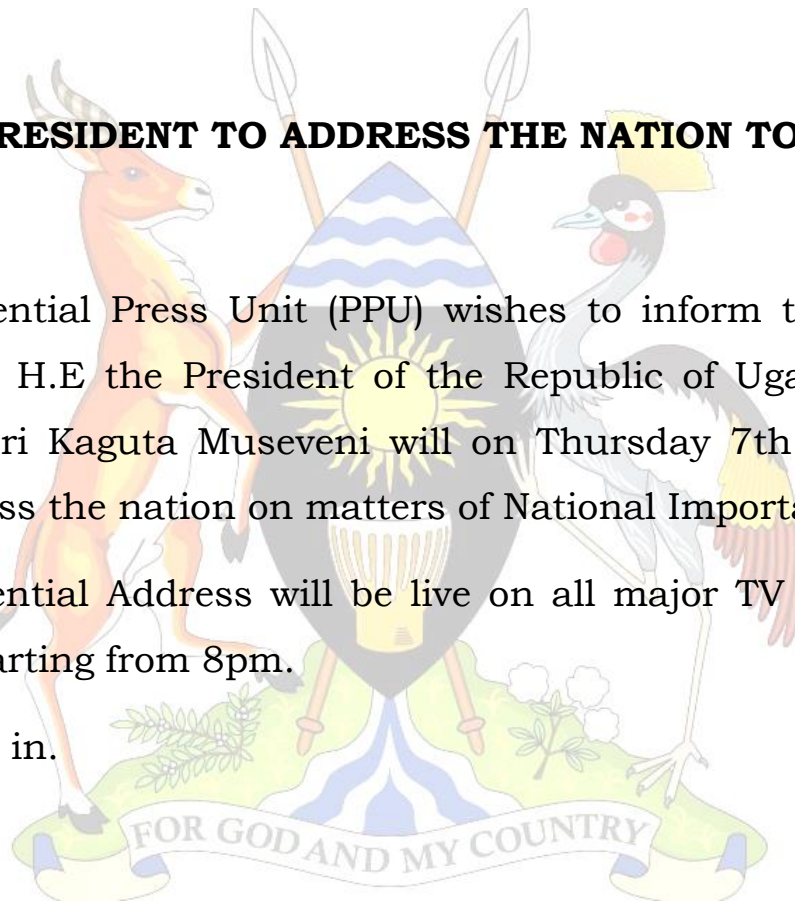 RESIDENT TO ADDRESS THE NATION TO
ential Press Unit (PPU) wishes to inform t
H.E the President of the Republic of Uga
ri Kaguta Museveni will on Thursday 7th
ss the nation on matters of National Importa
ential Address will be live on all major TV
arting from 8pm.
in.
FOR GOD AND MY COUNTRY